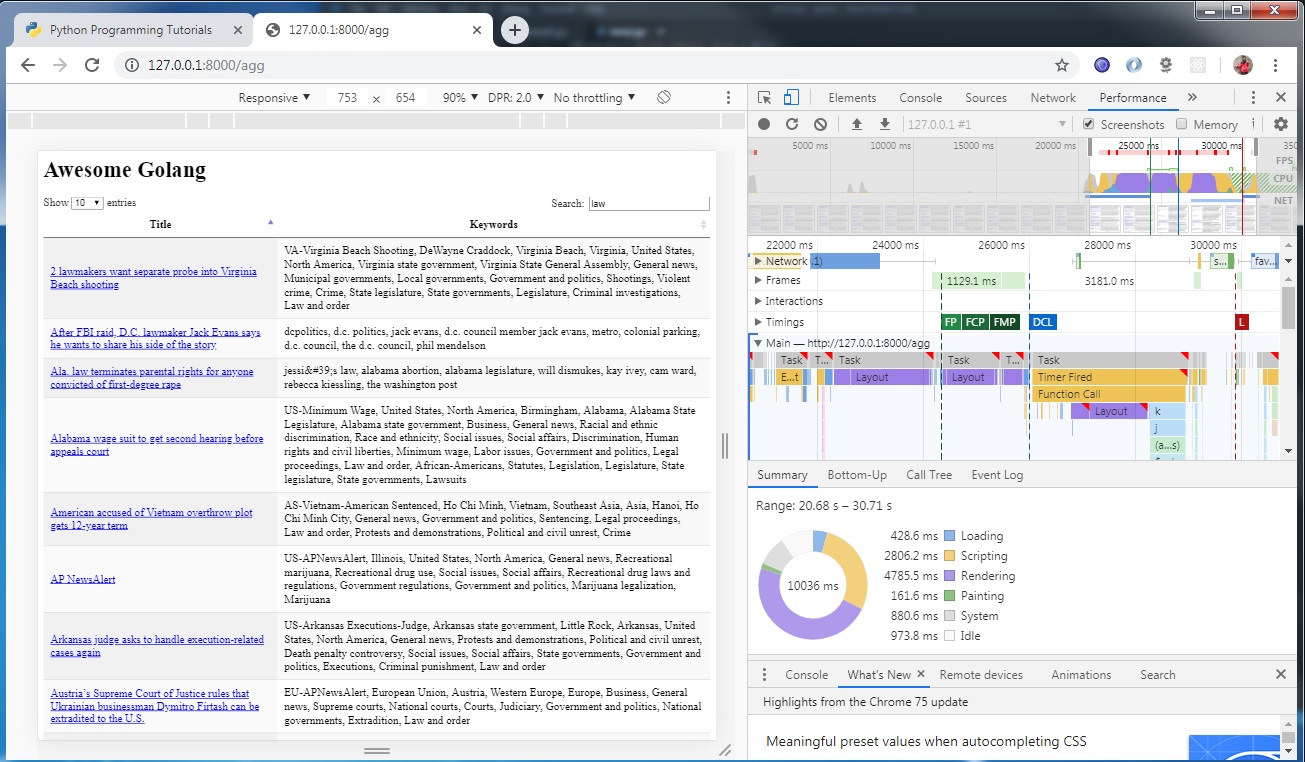 Python Programming Tutorials
127.0.0.1:8000/agg
127.0.0.1:8000/agg
Responsive 753 x 654 90% DPR: 2.0 No throttling
Awesome Golang
Show 10 entries
Search: law
Title Keywords
2 lawmakers want separate probe into Virginia
Beach shooting
VA-Virginia Beach Shooting, DeWayne Craddock, Virginia Beach, Virginia, United States,
North America, Virginia state government, Virginia State General Assembly, General news,
Municipal governments, Local governments, Government and politics, Shootings, Violent
crime, Crime, State legislature, State governments, Legislature, Criminal investigations,
Law and order
After FBI raid, D.C. lawmaker Jack Evans says
he wants to share his side of the story
dcpolitics, d.c. politics, jack evans, d.c. council member jack evans, metro, colonial parking,
d.c. council, the d.c. council, phil mendelson
Ala. law terminates parental rights for anyone
convicted of first-degree rape
jessi&#39;s law, alabama abortion, alabama legislature, will dismukes, kay ivey, cam ward,
rebecca kiessling, the washington post
Alabama wage suit to get second hearing before
appeals court
US-Minimum Wage, United States, North America, Birmingham, Alabama, Alabama State
Legislature, Alabama state government, Business, General news, Racial and ethnic
discrimination, Race and ethnicity, Social issues, Social affairs, Discrimination, Human
rights and civil liberties, Minimum wage, Labor issues, Government and politics, Legal
proceedings, Law and order, African-Americans, Statutes, Legislation, Legislature, State
legislature, State governments, Lawsuits
American accused of Vietnam overthrow plot
gets 12-year term
AS-Vietnam-American Sentenced, Ho Chi Minh, Vietnam, Southeast Asia, Asia, Hanoi, Ho
Chi Minh City, General news, Government and politics, Sentencing, Legal proceedings,
Law and order, Protests and demonstrations, Political and civil unrest, Crime
AP NewsAlert
US-APNewsAlert, Illinois, United States, North America, General news, Recreational
marijuana, Recreational drug use, Social issues, Social affairs, Recreational drug laws and
regulations, Government regulations, Government and politics, Marijuana legalization,
Marijuana
Arkansas judge asks to handle execution-related
cases again
US-Arkansas Executions-Judge, Arkansas state government, Little Rock, Arkansas, United
States, North America, General news, Protests and demonstrations, Political and civil unrest,
Death penalty controversy, Social issues, Social affairs, State governments, Government and
politics, Executions, Criminal punishment, Law and order
Austria's Supreme Court of Justice rules that
Ukrainian businessman Dymitro Firtash can be
extradited to the U.S.
EU-APNewsAlert, European Union, Austria, Western Europe, Europe, Business, General
news, Supreme courts, National courts, Courts, Judiciary, Government and politics, National
governments, Extradition, Law and order
Elements Console Sources Network Performance
127.0.0.1 #1 Screenshots Memory
5000 ms 10000 ms 15000 ms 20000 ms 25000 ms 30000 ms 350
FPS
CPU
NET
22000 ms 24000 ms 26000 ms 28000 ms 30000 ms
Network 1) s... fav...
Frames 1129.1 ms 3181.0 ms
Interactions
Timings FP FCP FMP DCL L
Main — http://127.0.0.1:8000/agg
Task T... Task Task T... Task
E...t Layout Layout Timer Fired
Function Call
Layout k
j
(a...s)
Summary Bottom-Up Call Tree Event Log
Range: 20.68 s – 30.71 s
10036 ms
428.6 ms Loading
2806.2 ms Scripting
4785.5 ms Rendering
161.6 ms Painting
880.6 ms System
973.8 ms Idle
Console What's New Remote devices Animations Search
Highlights from the Chrome 75 update
Meaningful preset values when autocompleting CSS